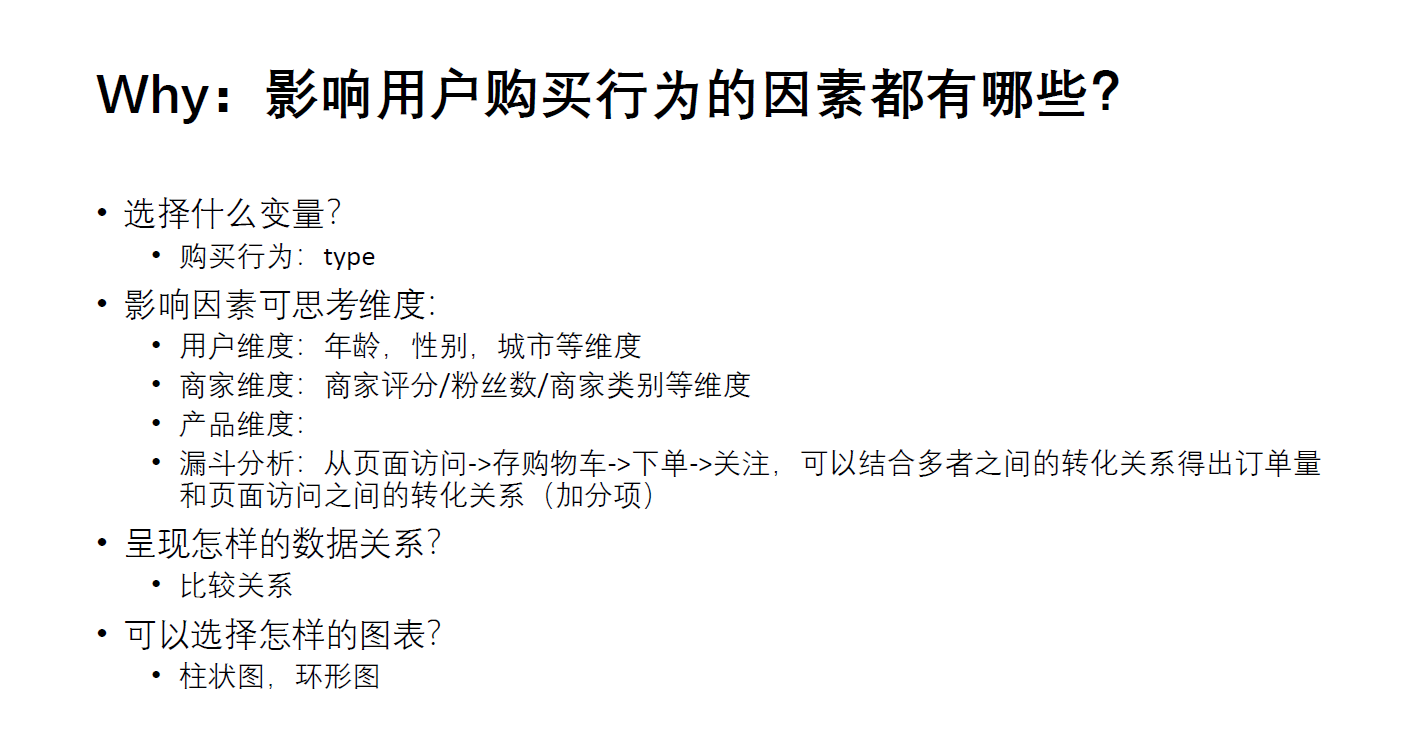 Why：影响用户购买行为的因素都有哪些？
• 选择什么变量？
• 购买行为：type
• 影响因素可思考维度：
• 用户维度：年龄，性别，城市等维度
• 商家维度：商家评分/粉丝数/商家类别等维度
• 产品维度：
• 漏斗分析：从页面访问->存购物车->下单->关注，可以结合多者之间的转化关系得出订单量
和页面访问之间的转化关系（加分项）
• 呈现怎样的数据关系？
• 比较关系
• 可以选择怎样的图表？
• 柱状图，环形图